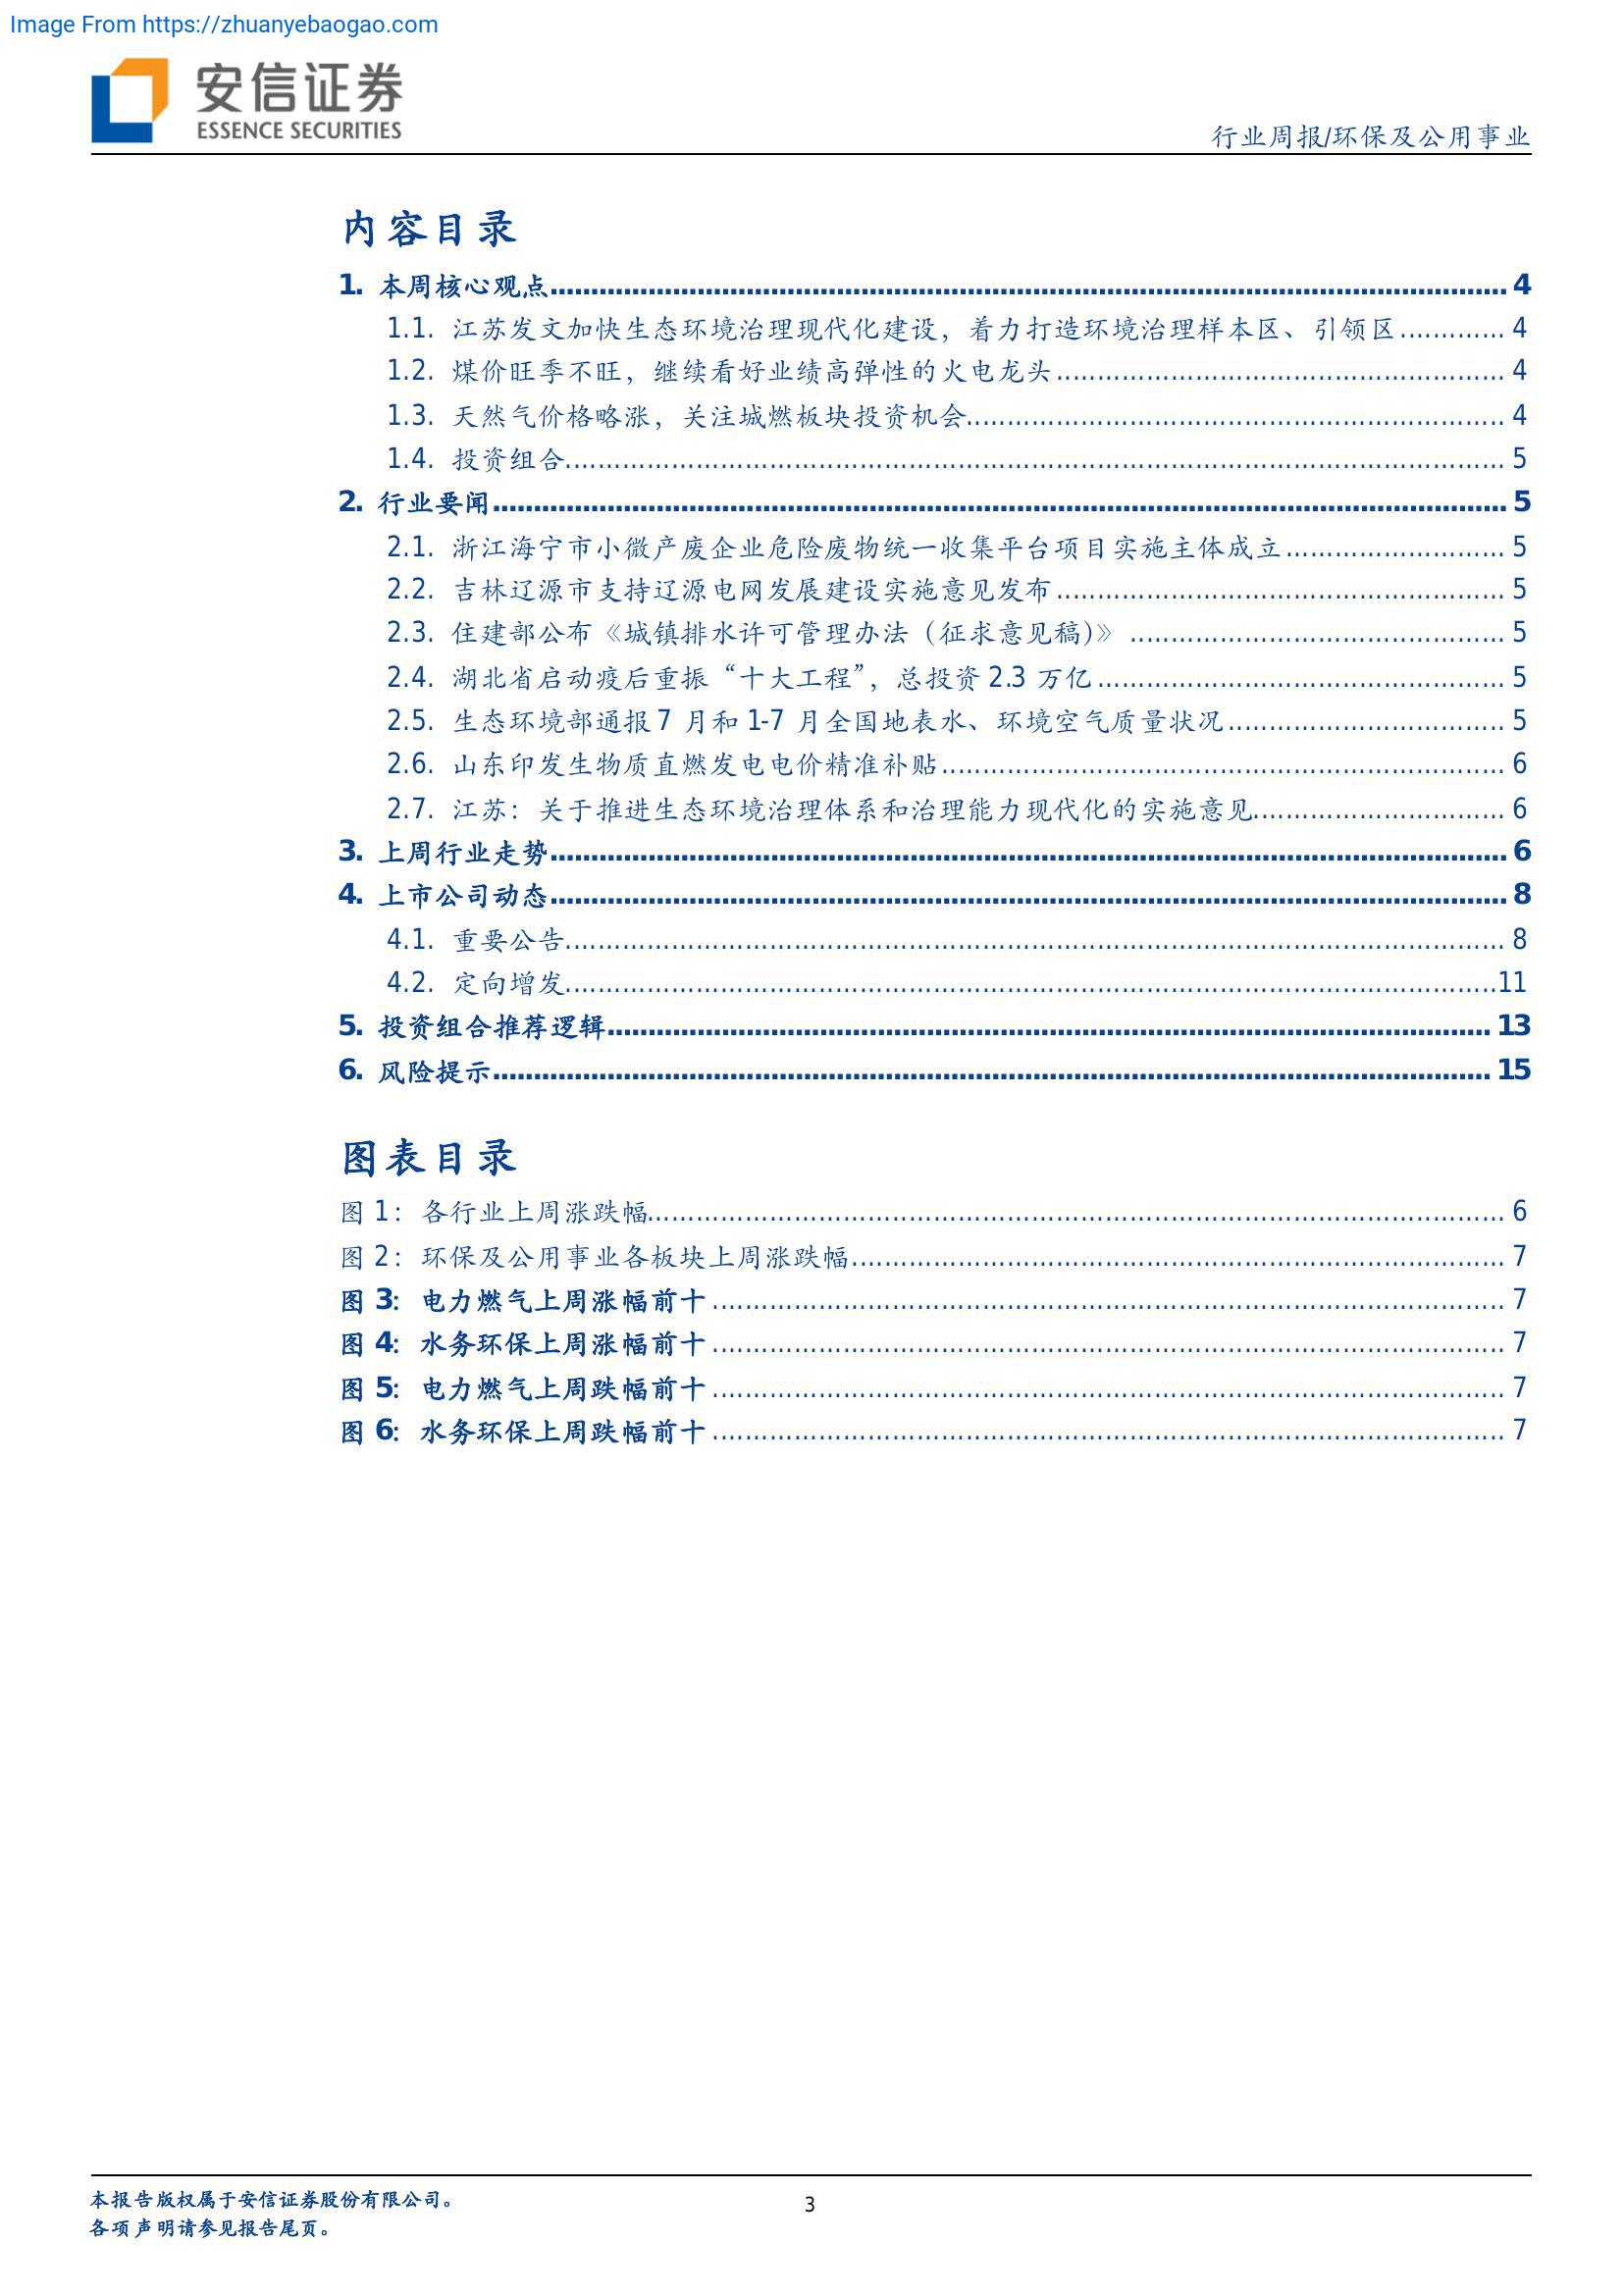 Image From https://zhuanyebaogao.com
安信证券
ESSENCE SECURITIES
行业周报/环保及公用事业
内容目录
1. 本周核心观点 4
1.1. 江苏发文加快生态环境治理现代化建设，着力打造环境治理样本区、引领区 4
1.2. 煤价旺季不旺，继续看好业绩高弹性的火电龙头 4
1.3. 天然气价格略涨，关注城燃板块投资机会 4
1.4. 投资组合 5
2. 行业要闻 5
2.1. 浙江海宁市小微产废企业危险废物统一收集平台项目实施主体成立 5
2.2. 吉林辽源市支持辽源电网发展建设实施意见发布 5
2.3. 住建部公布《城镇排水许可管理办法（征求意见稿）》 5
2.4. 湖北省启动疫后重振“十大工程”，总投资 2.3 万亿 5
2.5. 生态环境部通报 7 月和 1-7 月全国地表水、环境空气质量状况 5
2.6. 山东印发生物质直燃发电电价精准补贴 6
2.7. 江苏：关于推进生态环境治理体系和治理能力现代化的实施意见 6
3. 上周行业走势 6
4. 上市公司动态 8
4.1. 重要公告 8
4.2. 定向增发 11
5. 投资组合推荐逻辑 13
6. 风险提示 15
图表目录
图 1：各行业上周涨跌幅 6
图 2：环保及公用事业各板块上周涨跌幅 7
图 3：电力燃气上周涨幅前十 7
图 4：水务环保上周涨幅前十 7
图 5：电力燃气上周跌幅前十 7
图 6：水务环保上周跌幅前十 7
本报告版权属于安信证券股份有限公司。
各项声明请参见报告尾页。
3